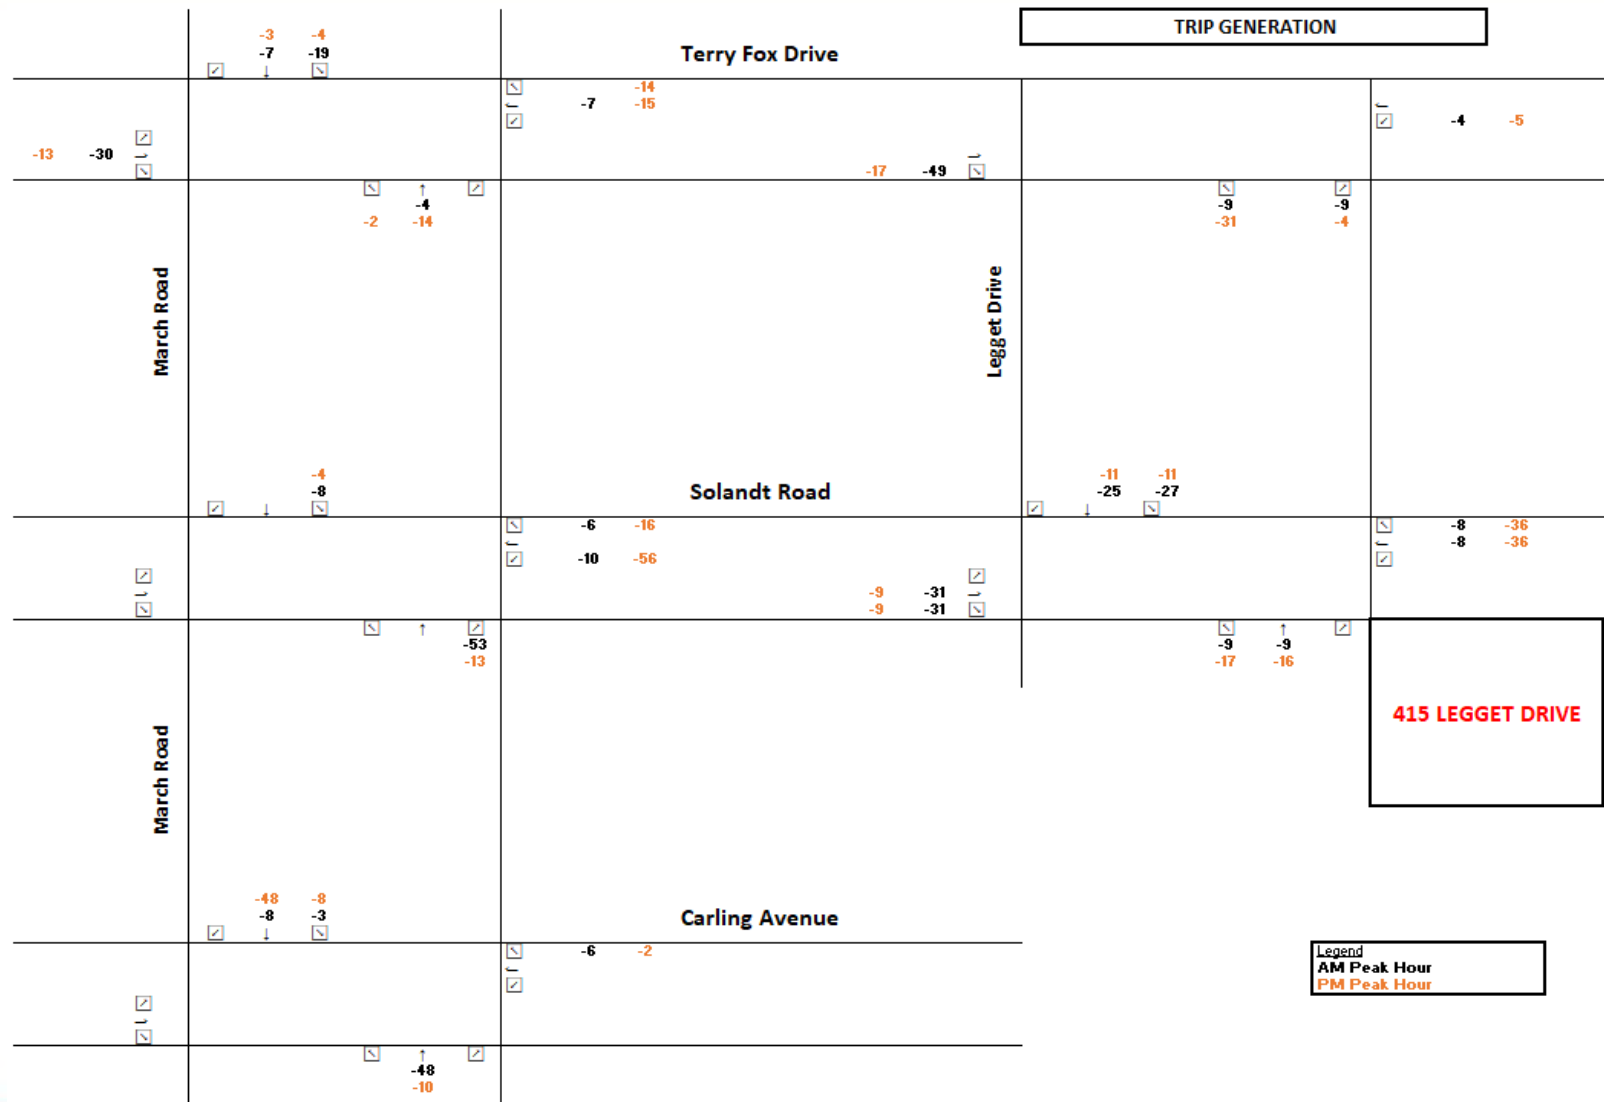 TRIP GENERATION
-3 -4
-7 -19
Terry Fox Drive
-14
-7 -15
-4 -5
-13 -30
-17 -49
-4
-2 -14
-9 -9
-31 -4
March Road
Legget Drive
-4
-8
Solandt Road
-11 -11
-25 -27
-6 -16
-10 -56
-8 -36
-8 -36
-9 -31
-9 -31
-53
-13
-9 -9
-17 -16
415 LEGGET DRIVE
March Road
-48 -8
-8 -3
Carling Avenue
-6 -2
Legend
AM Peak Hour
PM Peak Hour
-48
-10